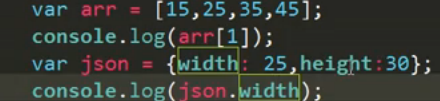 var arr = [15,25,35,45];
console.log(arr[1]);
var json = {width: 25,height:30};
console.log(json.width);